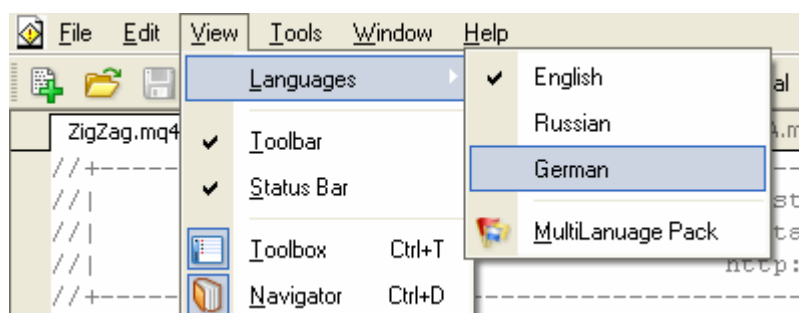 File Edit View Tools Window Help
Languages
English
al
ZigZag.mq4
Toolbar
Russian
//+-----
Status Bar
German
//|
//|
Toolbox Ctrl+T
MultiLanuage Pack
//|
http:
//+-----
Navigator Ctrl+D